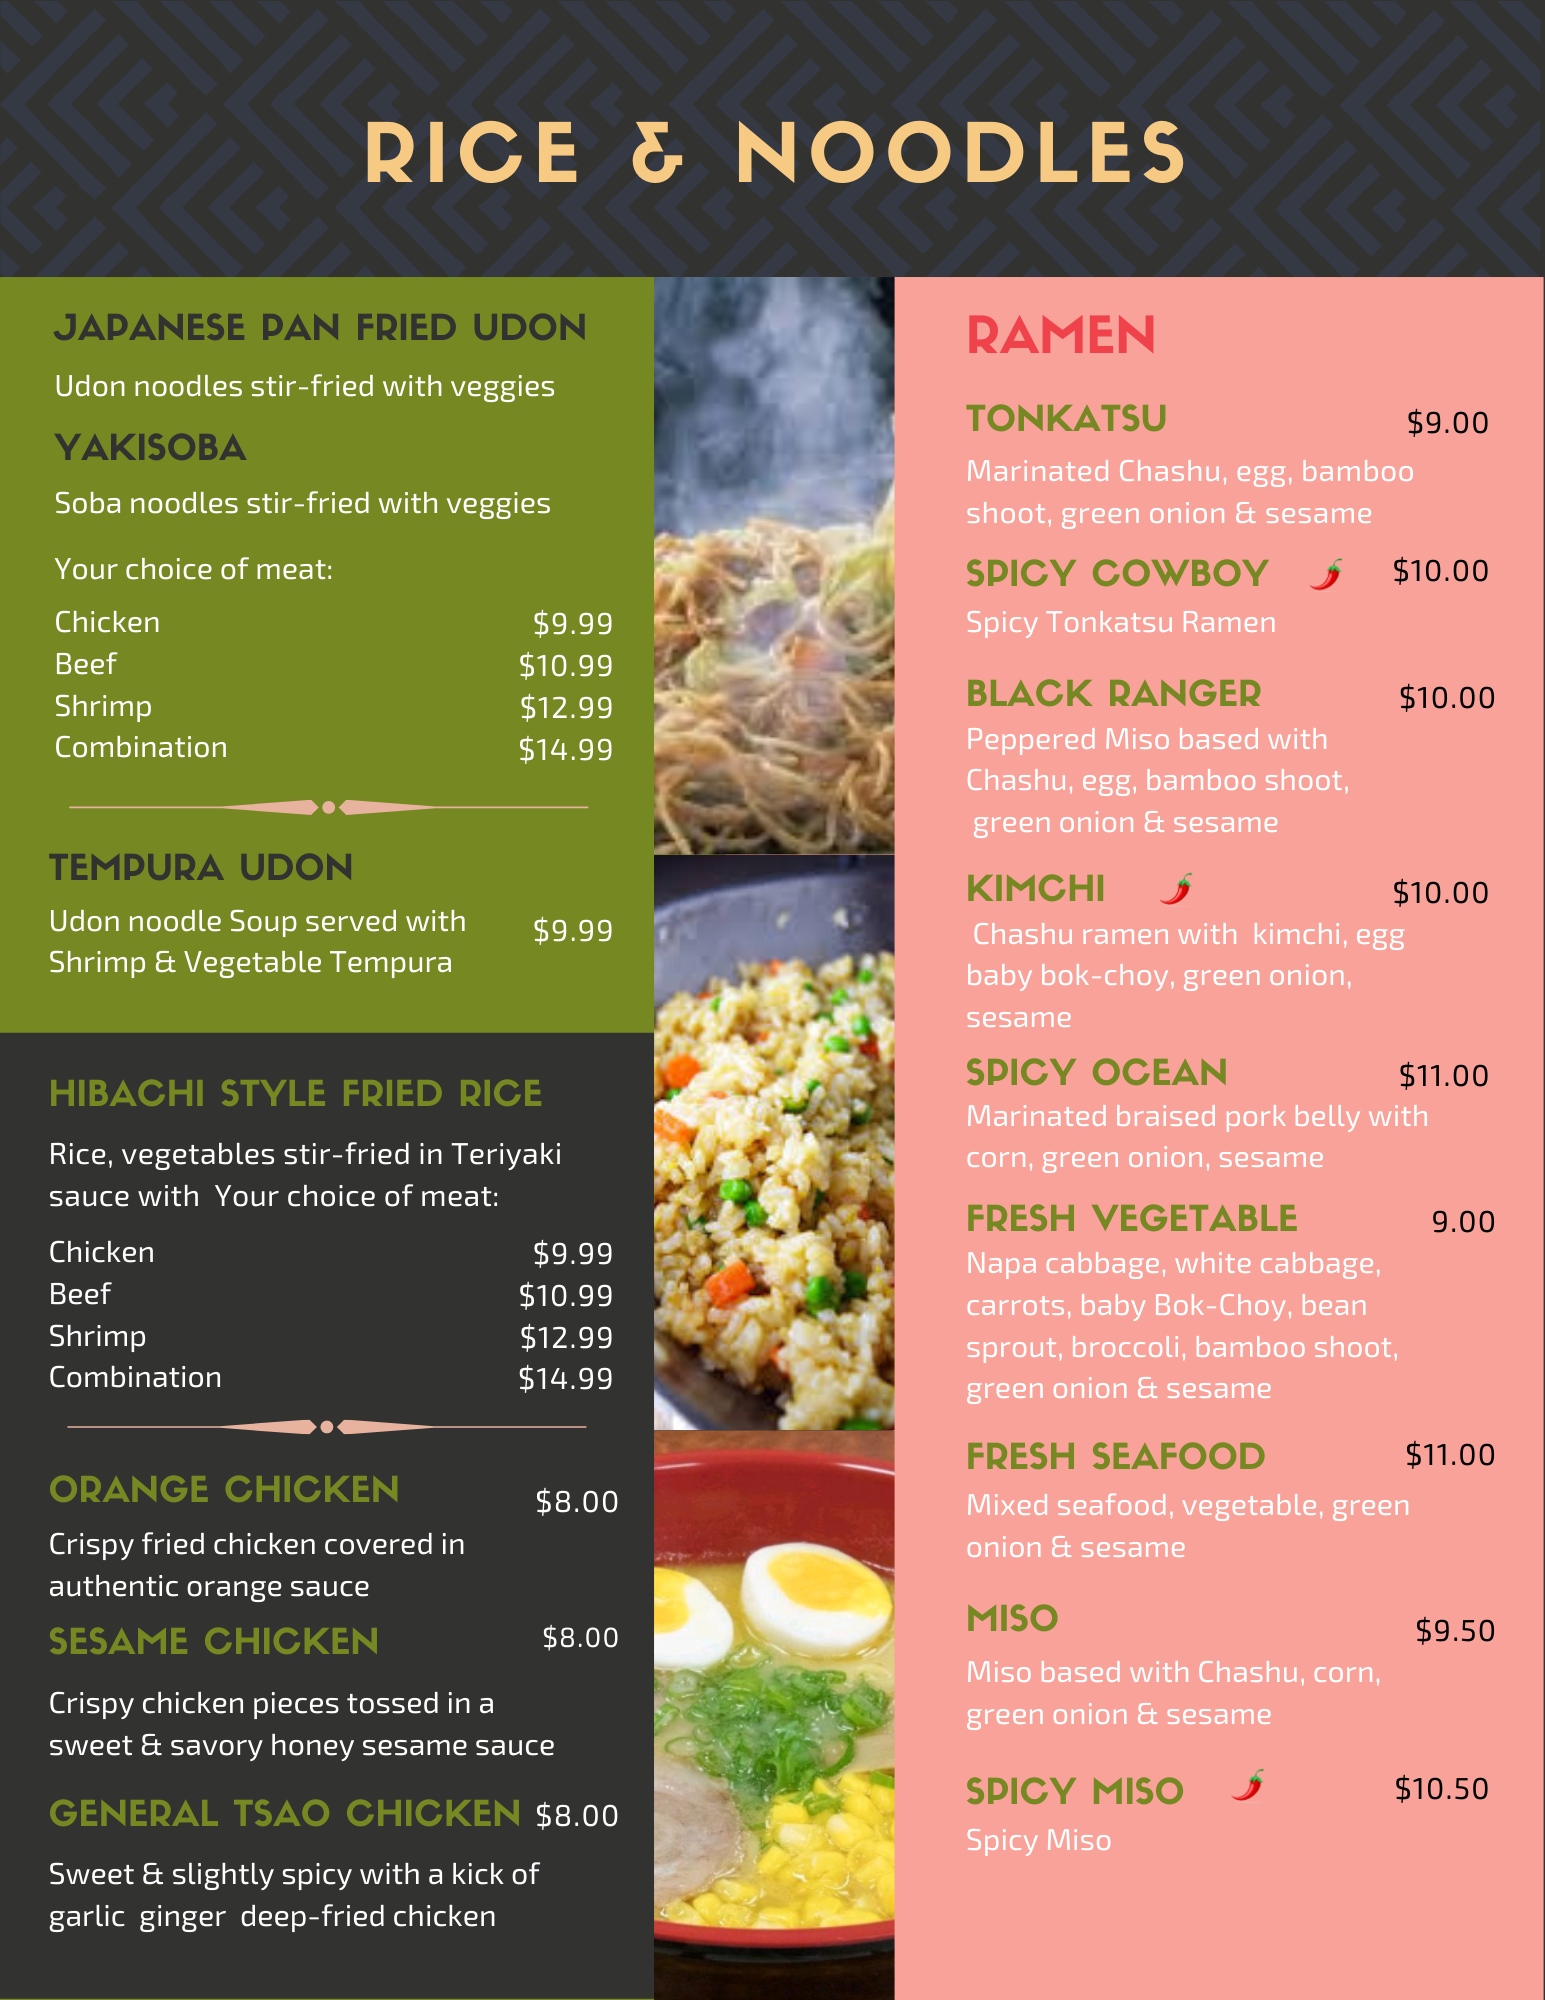 RICE & NOODLES
JAPANESE PAN FRIED UDON
Udon noodles stir-fried with veggies
YAKISOBA
Soba noodles stir-fried with veggies
Your choice of meat:
Chicken $9.99
Beef $10.99
Shrimp $12.99
Combination $14.99
TEMPURA UDON
Udon noodle Soup served with $9.99
Shrimp & Vegetable Tempura
HIBACHI STYLE FRIED RICE
Rice, vegetables stir-fried in Teriyaki
sauce with Your choice of meat:
Chicken $9.99
Beef $10.99
Shrimp $12.99
Combination $14.99
ORANGE CHICKEN $8.00
Crispy fried chicken covered in
authentic orange sauce
SESAME CHICKEN $8.00
Crispy chicken pieces tossed in a
sweet & savory honey sesame sauce
GENERAL TSAO CHICKEN $8.00
Sweet & slightly spicy with a kick of
garlic ginger deep-fried chicken
RAMEN
TONKATSU $9.00
Marinated Chashu, egg, bamboo
shoot, green onion & sesame
SPICY COWBOY 🌶 $10.00
Spicy Tonkatsu Ramen
BLACK RANGER $10.00
Peppered Miso based with
Chashu, egg, bamboo shoot,
green onion & sesame
KIMCHI 🌶 $10.00
Chashu ramen with kimchi, egg
baby bok-choy, green onion,
sesame
SPICY OCEAN $11.00
Marinated braised pork belly with
corn, green onion, sesame
FRESH VEGETABLE 9.00
Napa cabbage, white cabbage,
carrots, baby Bok-Choy, bean
sprout, broccoli, bamboo shoot,
green onion & sesame
FRESH SEAFOOD $11.00
Mixed seafood, vegetable, green
onion & sesame
MISO $9.50
Miso based with Chashu, corn,
green onion & sesame
SPICY MISO 🌶 $10.50
Spicy Miso